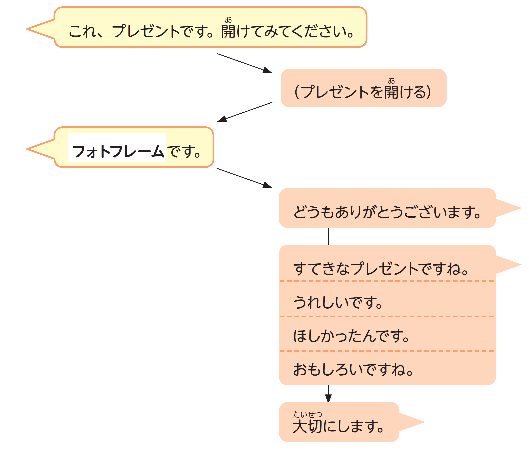 これ、プレゼントです。開けてみてください。
（プレゼントを開ける）
フォトフレームです。
どうもありがとうございます。
すてきなプレゼントですね。
うれしいです。
ほしかったんです。
おもしろいですね。
大切にします。